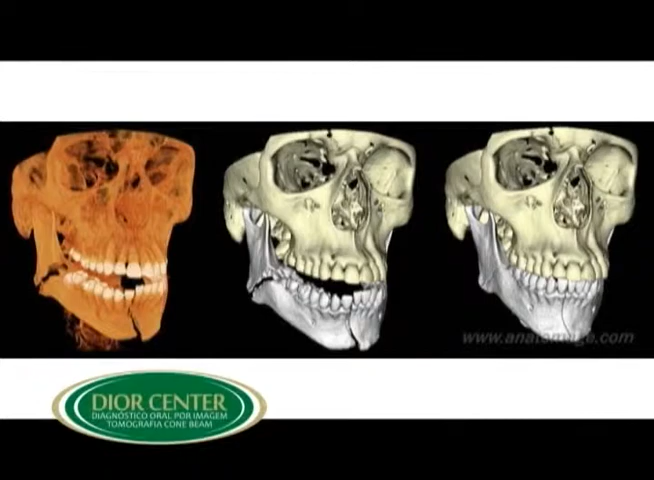 www.anatomage.com
DIOR CENTER
DIAGNÓSTICO ORAL POR IMAGEM
TOMOGRAFIA CONE BEAM